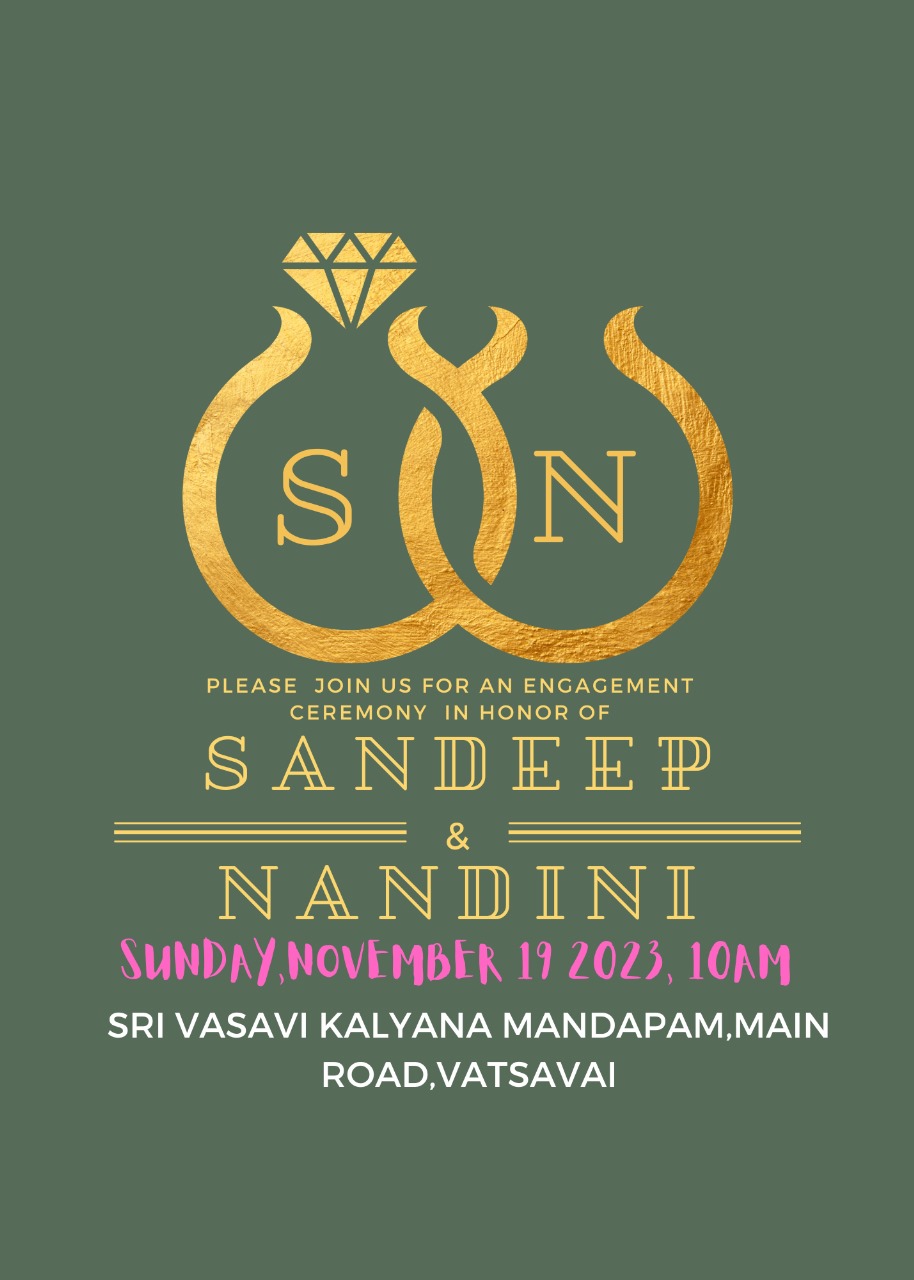 S N
PLEASE JOIN US FOR AN ENGAGEMENT
CEREMONY IN HONOR OF
SANDEEP
&
NANDINI
SUNDAY,NOVEMBER 19 2023, 10AM
SRI VASAVI KALYANA MANDAPAM,MAIN
ROAD,VATSAVAI